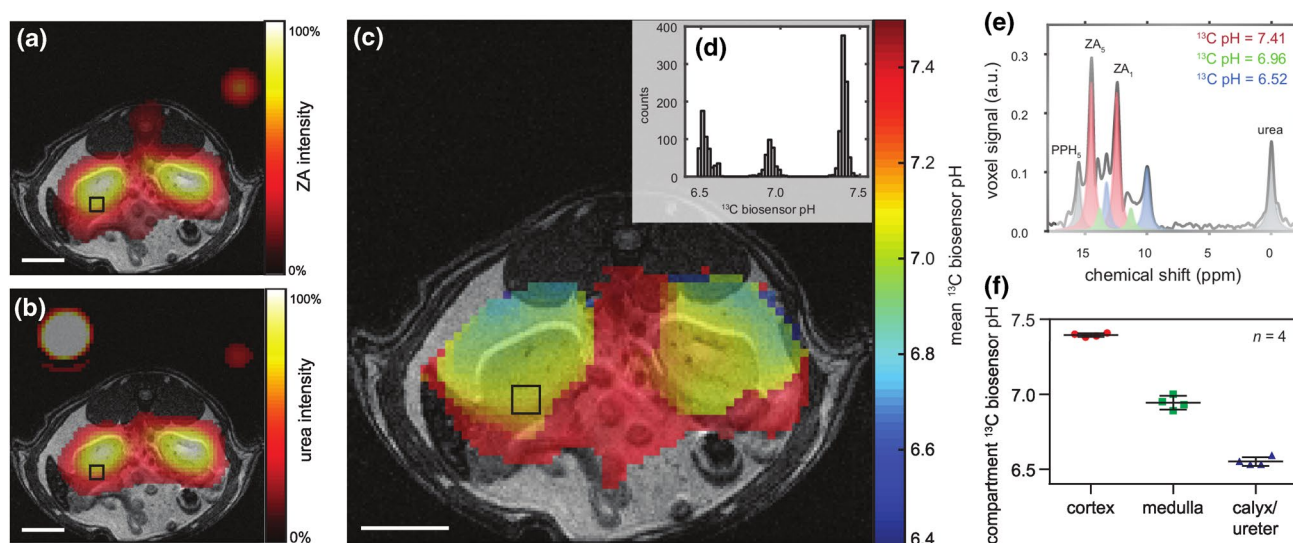 (a)
100%
ZA intensity
0%
(b)
100%
urea intensity
0%
(c)
(d)
400
300
200
100
0
counts
6.5
7.0
7.5
¹³C biosensor pH
7.4
7.2
7.0
6.8
6.6
6.4
mean ¹³C biosensor pH
(e)
¹³C pH = 7.41
¹³C pH = 6.96
¹³C pH = 6.52
ZA₅
ZA₁
PPH₅
urea
0.3
0.2
0.1
0.0
voxel signal (a.u.)
15
10
5
0
chemical shift (ppm)
(f)
n = 4
7.5
7.0
6.5
compartment ¹³C biosensor pH
cortex
medulla
calyx/
ureter